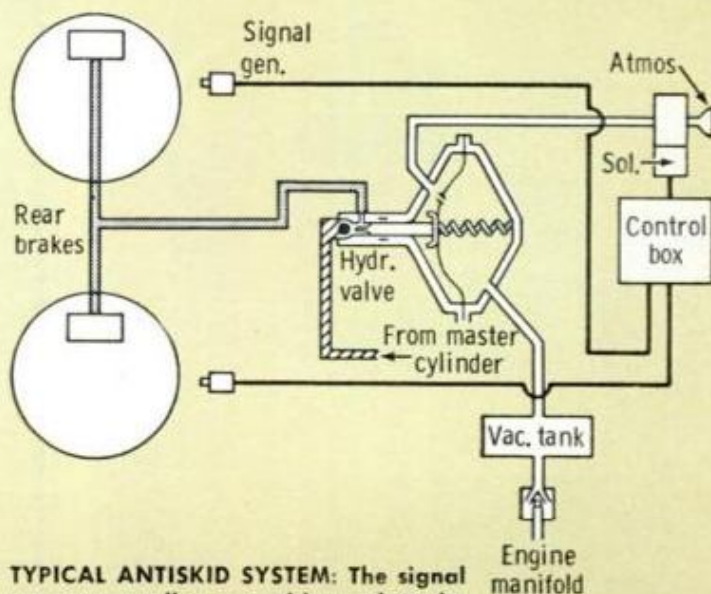 Signal
gen.
Atmos
Sol.
Rear
brakes
Control
box
Hydr.
valve
From master
cylinder
Vac. tank
Engine
manifold
TYPICAL ANTISKID SYSTEM: The signal